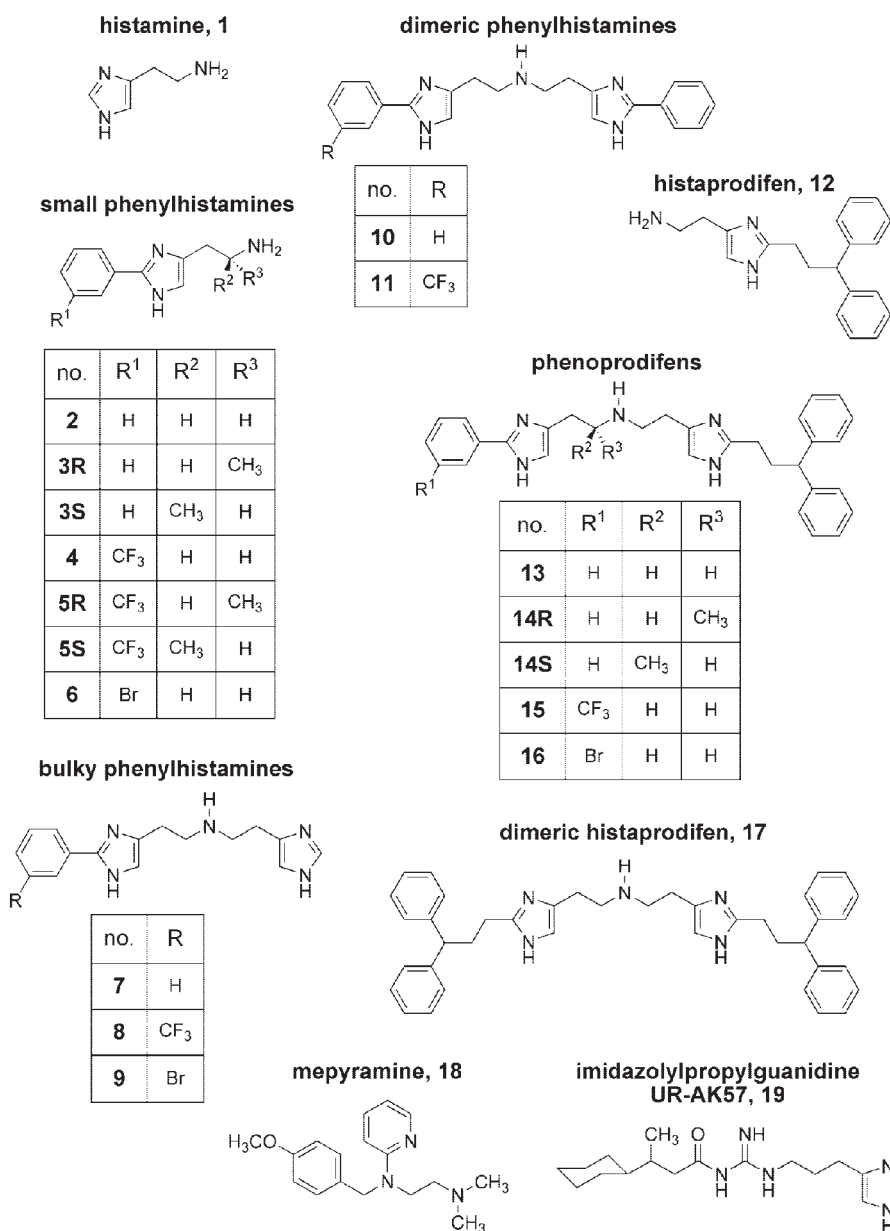 histamine, 1
NH2
N
N
H
dimeric phenylhistamines
H
N
N
N
N
H
N
H
R
no. R
10 H
11 CF3
histaprodifen, 12
H2N
N
N
H
small phenylhistamines
N
NH2
R2 R3
N
H
R1
no. R1 R2 R3
2 H H H
3R H H CH3
3S H CH3 H
4 CF3 H H
5R CF3 H CH3
5S CF3 CH3 H
6 Br H H
phenoprodifens
H
N
N
N
R2 R3
N
H
N
H
R1
no. R1 R2 R3
13 H H H
14R H H CH3
14S H CH3 H
15 CF3 H H
16 Br H H
bulky phenylhistamines
H
N
N
N
NH
N
H
R
no. R
7 H
8 CF3
9 Br
dimeric histaprodifen, 17
H
N
N
N
N
H
N
H
mepyramine, 18
H3CO
N
N
N
CH3
CH3
imidazolylpropylguanidine
UR-AK57, 19
CH3 O NH
N
H
N
H
N
N
H